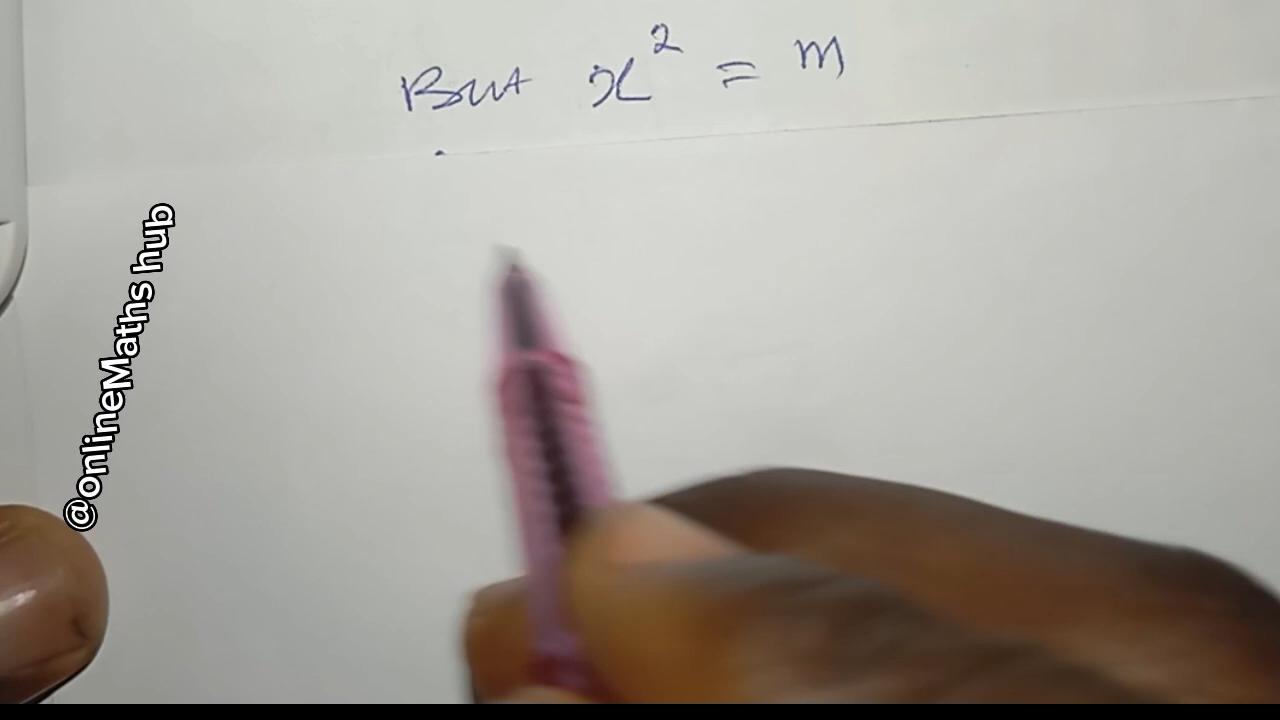 But x² = m
@onlineMaths hub